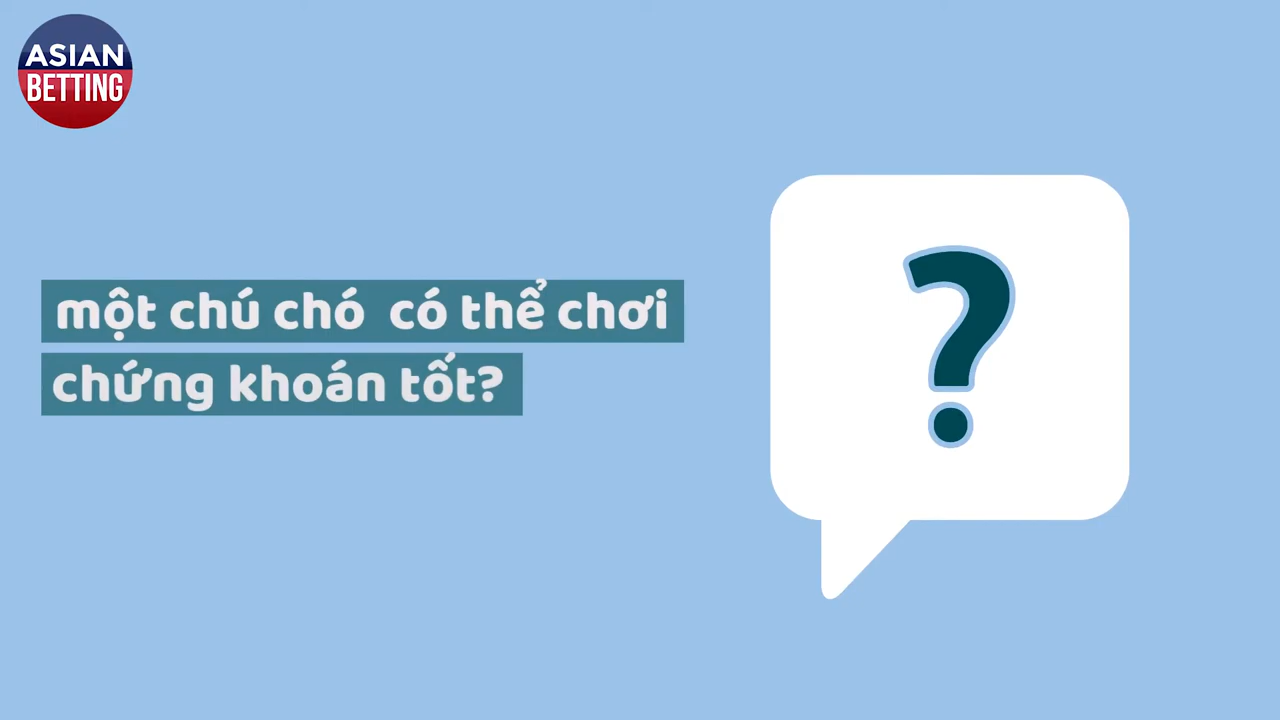 ASIAN
BETTING
một chú chó có thể chơi
chứng khoán tốt?
?